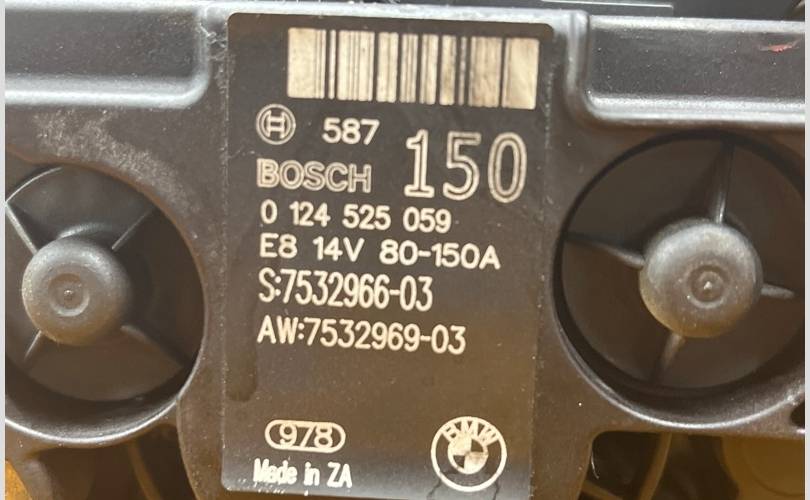 587
150
BOSCH
0 124 525 059
E8 14V 80-150A
S:7532966-03
AW:7532969-03
978
BMW
Made in ZA